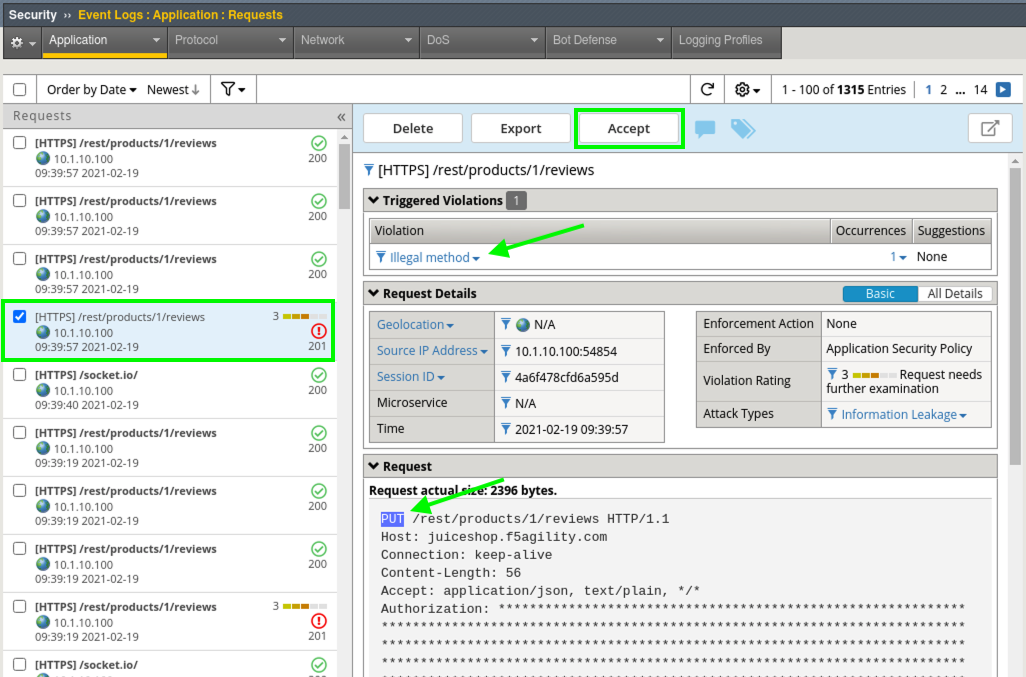 Security ›› Event Logs : Application : Requests
Application Protocol Network DoS Bot Defense Logging Profiles
Order by Date Newest 1 - 100 of 1315 Entries 1 2 ... 14
Requests «
[HTTPS] /rest/products/1/reviews
10.1.10.100 200
09:39:57 2021-02-19
[HTTPS] /rest/products/1/reviews
10.1.10.100 200
09:39:57 2021-02-19
[HTTPS] /rest/products/1/reviews
10.1.10.100 200
09:39:57 2021-02-19
[HTTPS] /rest/products/1/reviews 3
10.1.10.100
09:39:57 2021-02-19 201
[HTTPS] /socket.io/
10.1.10.100 200
09:39:40 2021-02-19
[HTTPS] /rest/products/1/reviews
10.1.10.100 200
09:39:19 2021-02-19
[HTTPS] /rest/products/1/reviews
10.1.10.100 200
09:39:19 2021-02-19
[HTTPS] /rest/products/1/reviews
10.1.10.100 200
09:39:19 2021-02-19
[HTTPS] /rest/products/1/reviews 3
10.1.10.100
09:39:19 2021-02-19 201
[HTTPS] /socket.io/
Delete Export Accept
[HTTPS] /rest/products/1/reviews
Triggered Violations 1
Violation Occurrences Suggestions
Illegal method 1 None
Request Details Basic All Details
Geolocation N/A
Source IP Address 10.1.10.100:54854
Session ID 4a6f478cfd6a595d
Microservice N/A
Time 2021-02-19 09:39:57
Enforcement Action None
Enforced By Application Security Policy
Violation Rating 3 Request needs
further examination
Attack Types Information Leakage
Request
Request actual size: 2396 bytes.
PUT /rest/products/1/reviews HTTP/1.1
Host: juiceshop.f5agility.com
Connection: keep-alive
Content-Length: 56
Accept: application/json, text/plain, */*
Authorization: ************************************************************
***************************************************************************
***************************************************************************
***************************************************************************